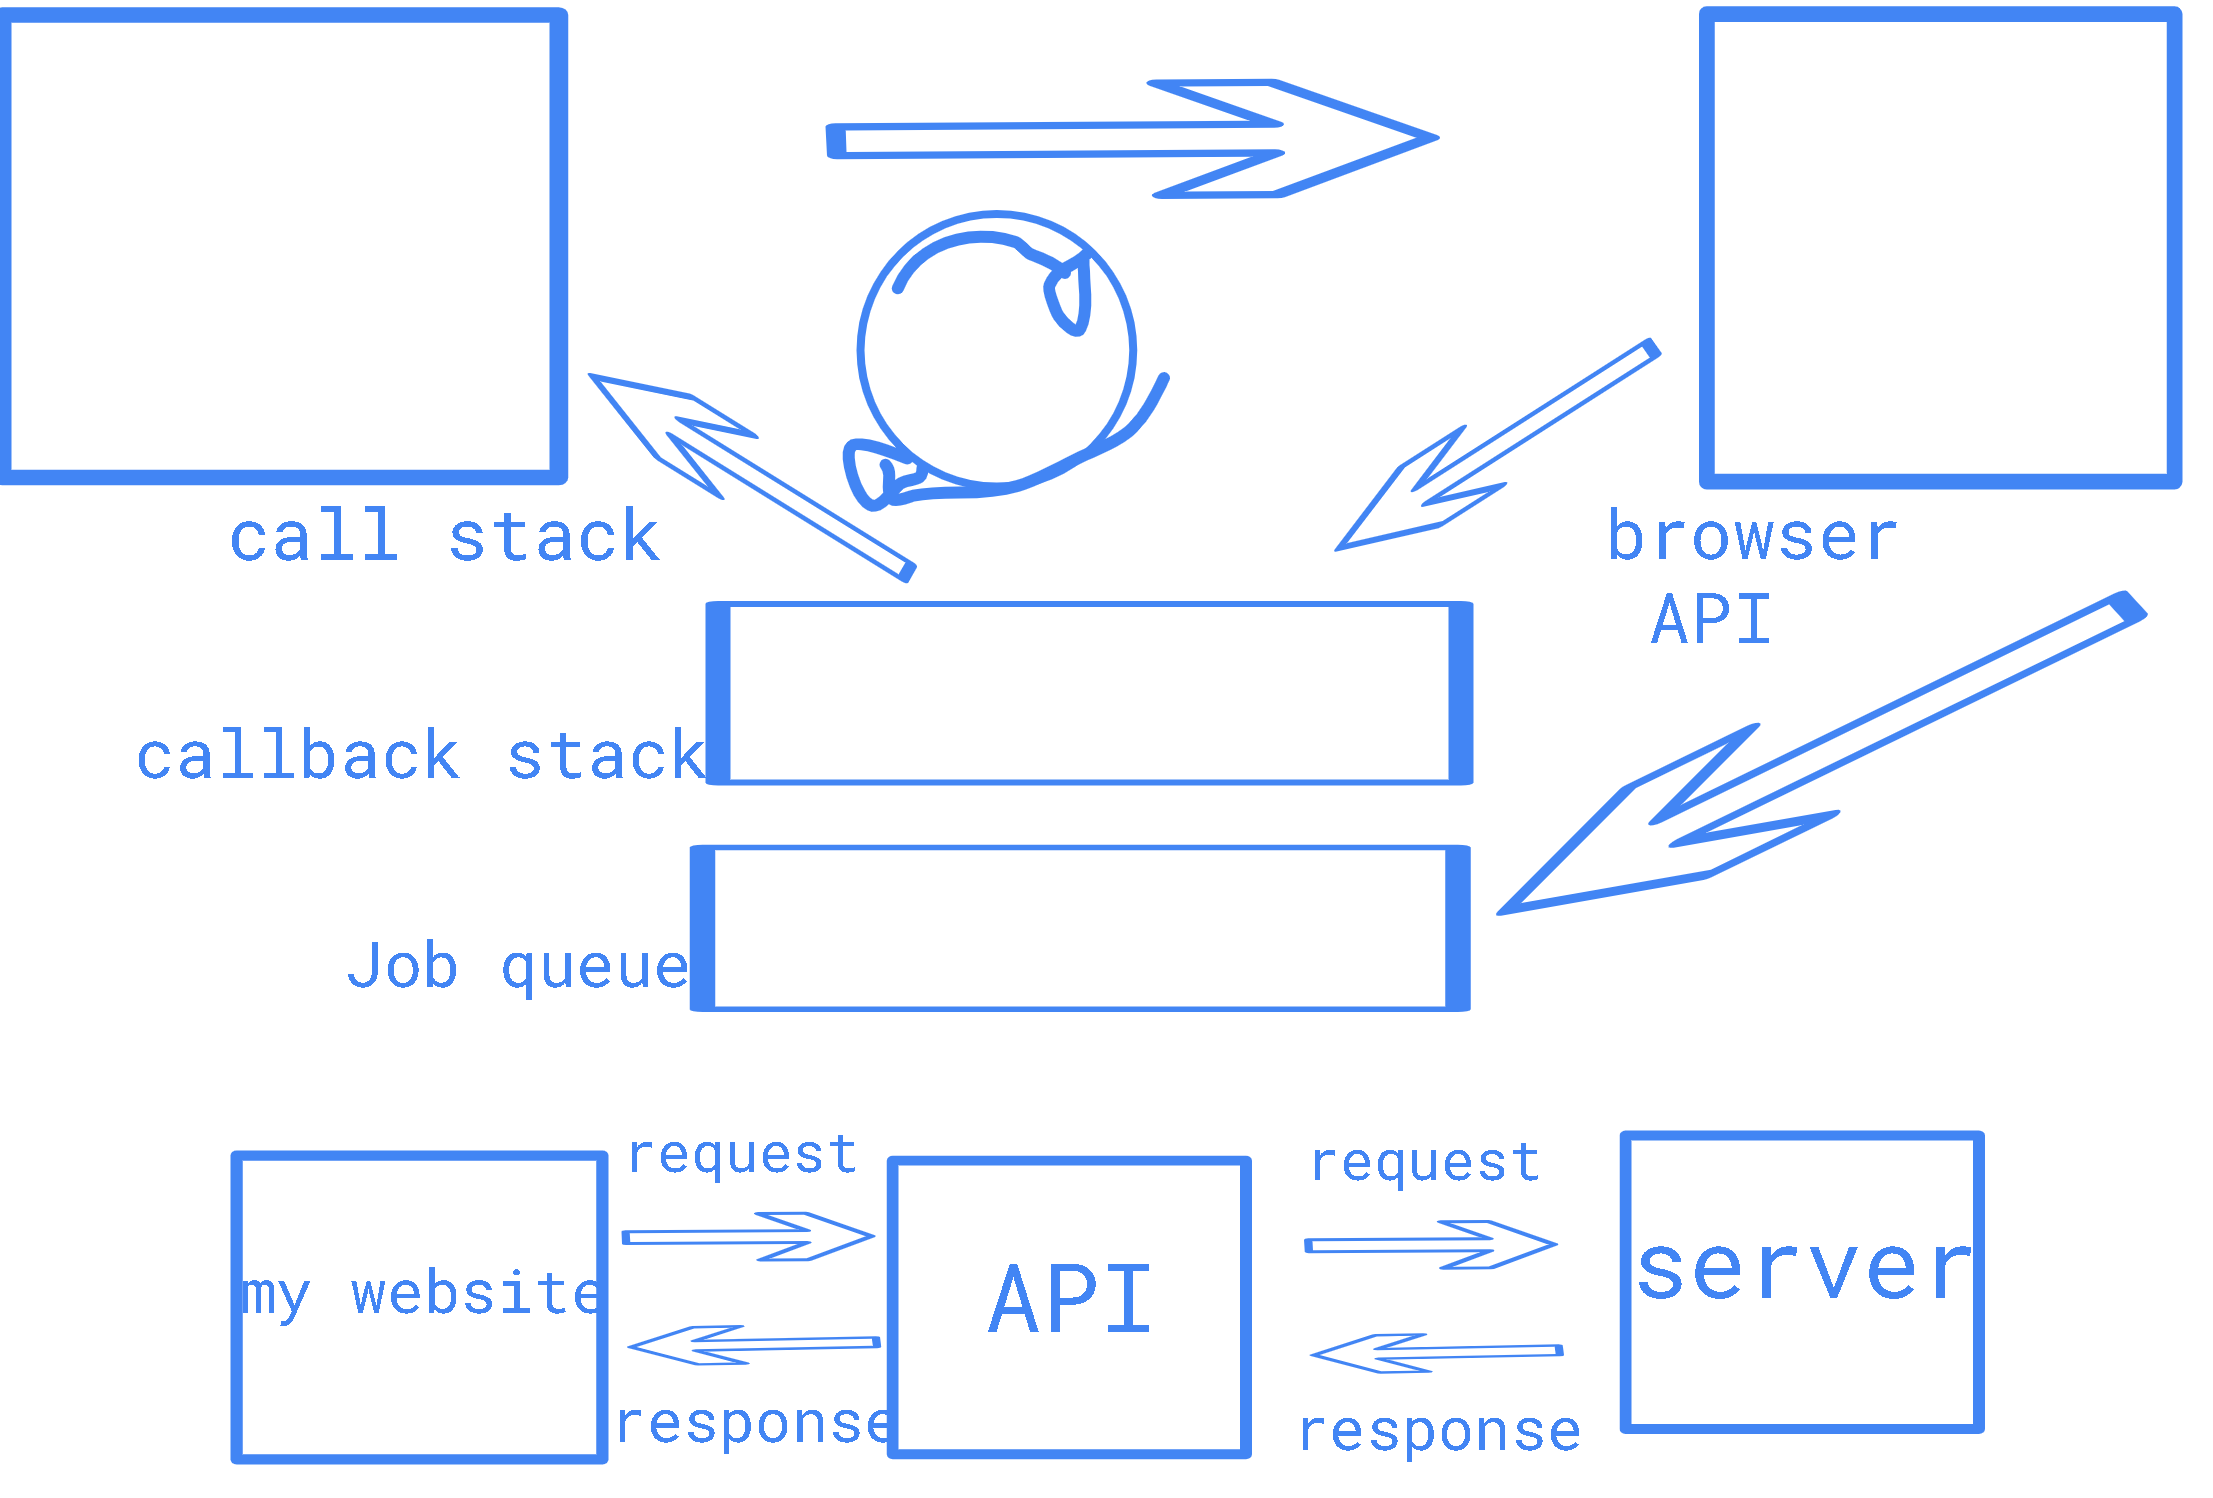 call stack
browser
API
callback stack
Job queue
request
request
my website
API
server
response
response